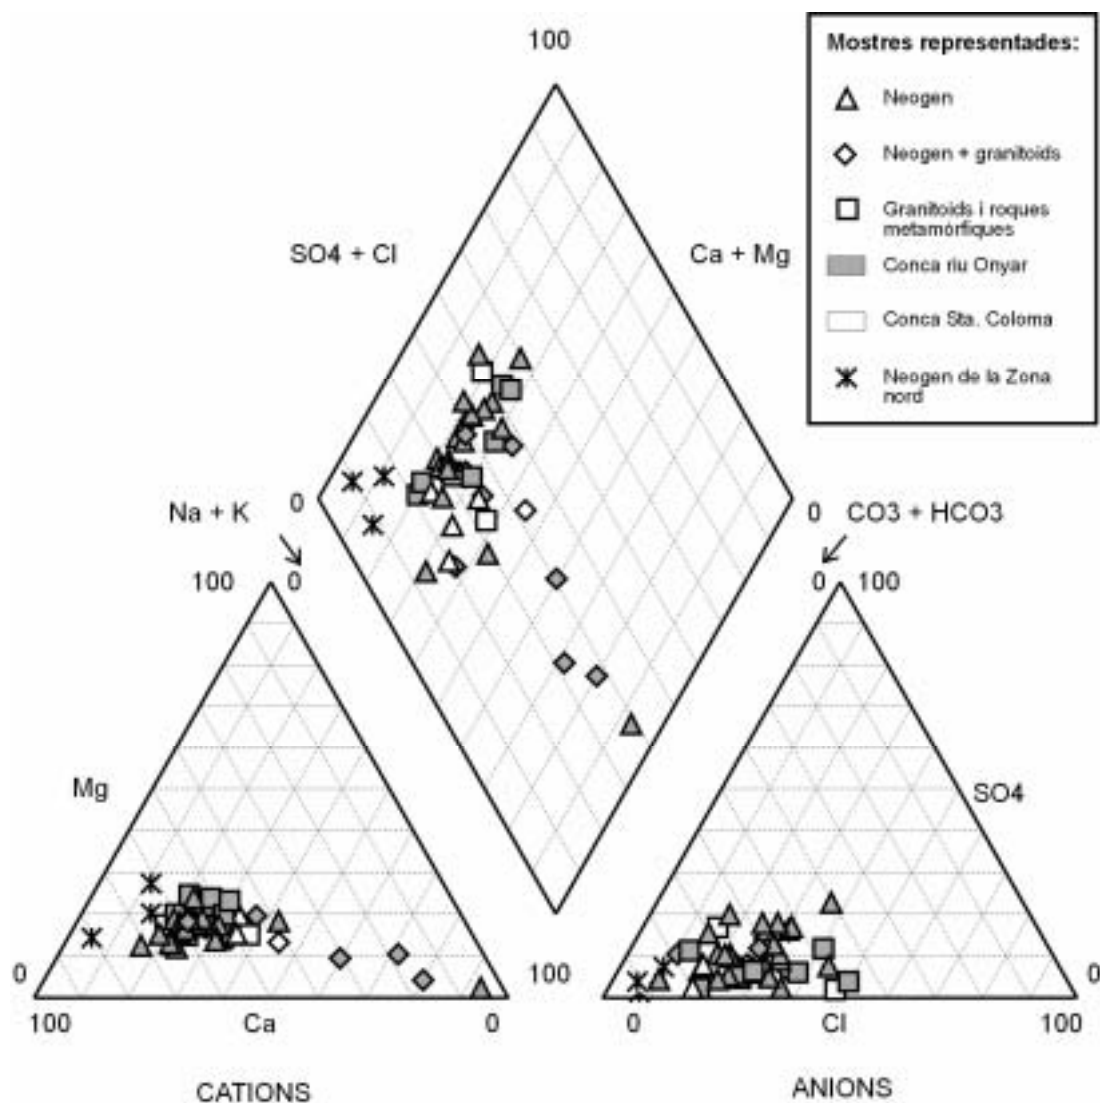 100
Mostres representades:
Neogen
Neogen + granitoids
Granitoids i roques
metamòrfiques
Conca riu Onyar
Conca Sta. Coloma
Neogen de la Zona
nord
SO4 + Cl
Ca + Mg
0
Na + K
0
CO3 + HCO3
100
0
0
100
Mg
SO4
0
100
0
100
Ca
0
0
Cl
100
CATIONS
ANIONS